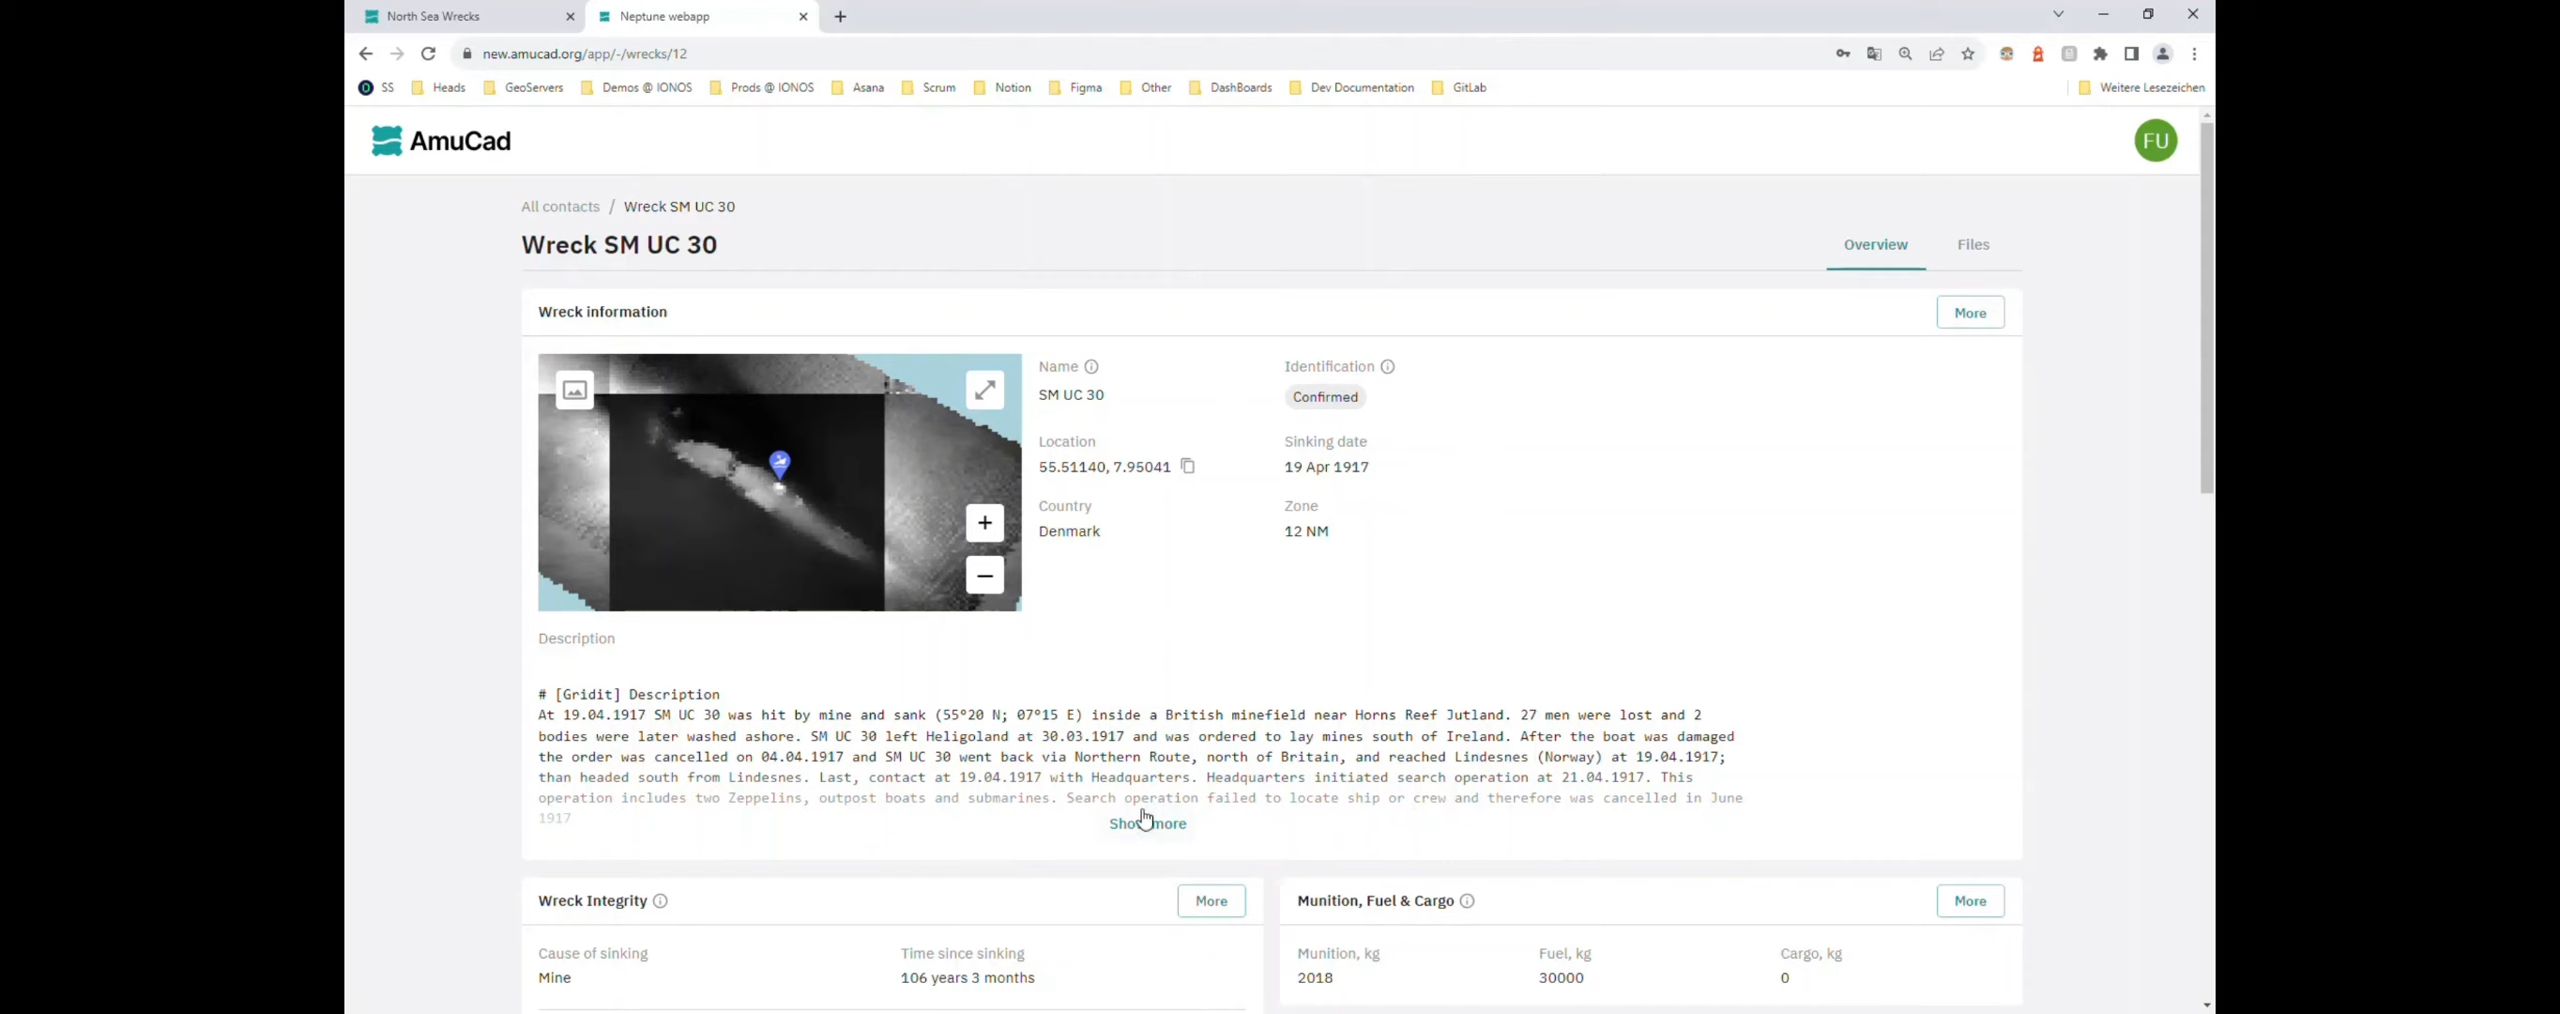 North Sea Wrecks
Neptune webapp
new.amucad.org/app/-/wrecks/12
SS Heads GeoServers Demos @ IONOS Prods @ IONOS Asana Scrum Notion Figma Other DashBoards Dev Documentation GitLab Weitere Lesezeichen
AmuCad
FU
All contacts / Wreck SM UC 30
Wreck SM UC 30
Overview Files
Wreck information
More
Name
SM UC 30
Identification
Confirmed
Location
55.51140, 7.95041
Sinking date
19 Apr 1917
Country
Denmark
Zone
12 NM
Description
# [Gridit] Description
At 19.04.1917 SM UC 30 was hit by mine and sank (55°20 N; 07°15 E) inside a British minefield near Horns Reef Jutland. 27 men were lost and 2
bodies were later washed ashore. SM UC 30 left Heligoland at 30.03.1917 and was ordered to lay mines south of Ireland. After the boat was damaged
the order was cancelled on 04.04.1917 and SM UC 30 went back via Northern Route, north of Britain, and reached Lindesnes (Norway) at 19.04.1917;
than headed south from Lindesnes. Last, contact at 19.04.1917 with Headquarters. Headquarters initiated search operation at 21.04.1917. This
operation includes two Zeppelins, outpost boats and submarines. Search operation failed to locate ship or crew and therefore was cancelled in June
1917
Show more
Wreck Integrity
More
Cause of sinking
Mine
Time since sinking
106 years 3 months
Munition, Fuel & Cargo
More
Munition, kg
2018
Fuel, kg
30000
Cargo, kg
0